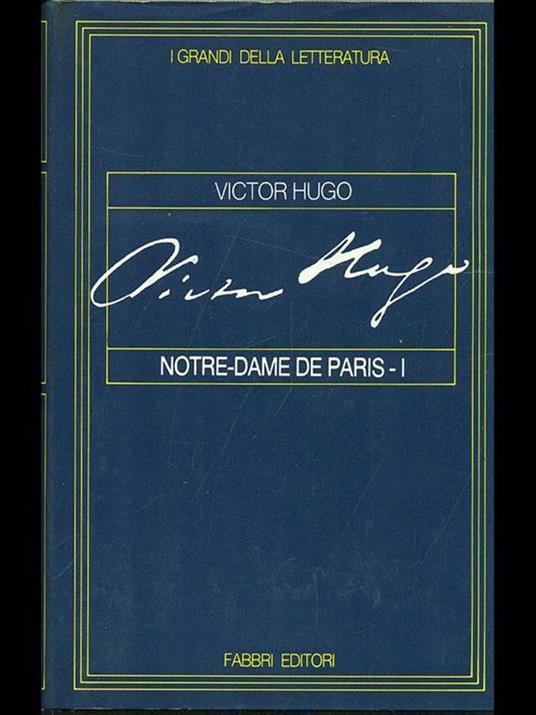 I GRANDI DELLA LETTERATURA
VICTOR HUGO
Victor Hugo
NOTRE-DAME DE PARIS - I
FABBRI EDITORI